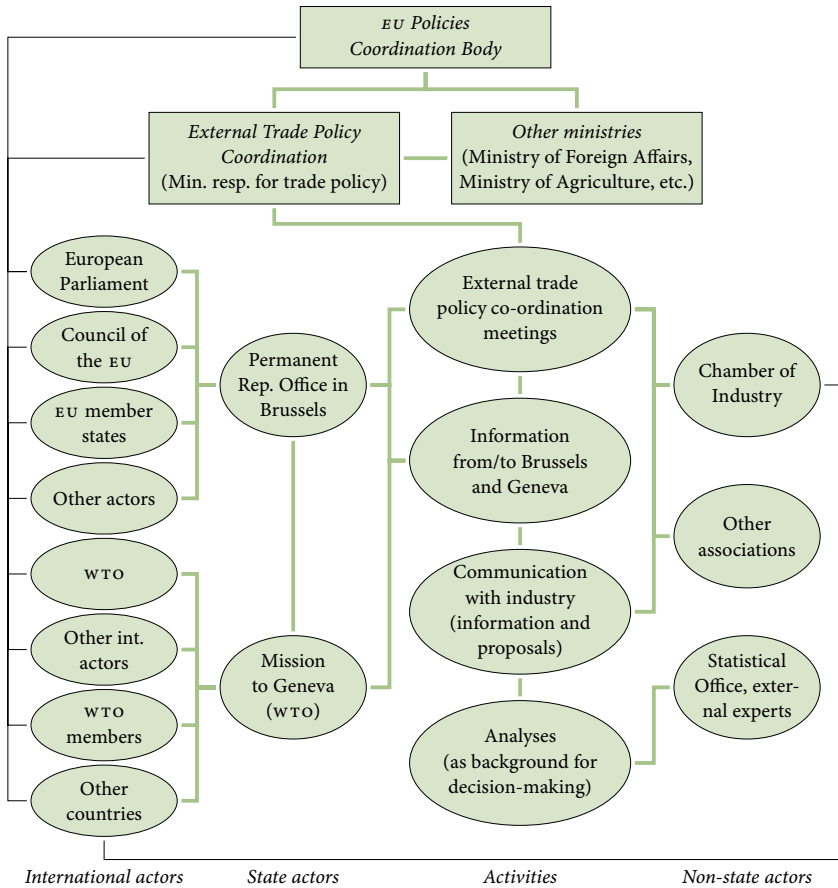 EU Policies
Coordination Body
External Trade Policy
Coordination
(Min. resp. for trade policy)
Other ministries
(Ministry of Foreign Affairs,
Ministry of Agriculture, etc.)
European
Parliament
Council of
the EU
EU member
states
Other actors
WTO
Other int.
actors
WTO
members
Other
countries
Permanent
Rep. Office in
Brussels
Mission
to Geneva
(WTO)
External trade
policy co-ordination
meetings
Information
from/to Brussels
and Geneva
Communication
with industry
(information and
proposals)
Analyses
(as background for
decision-making)
Chamber of
Industry
Other
associations
Statistical
Office, exter-
nal experts
International actors
State actors
Activities
Non-state actors